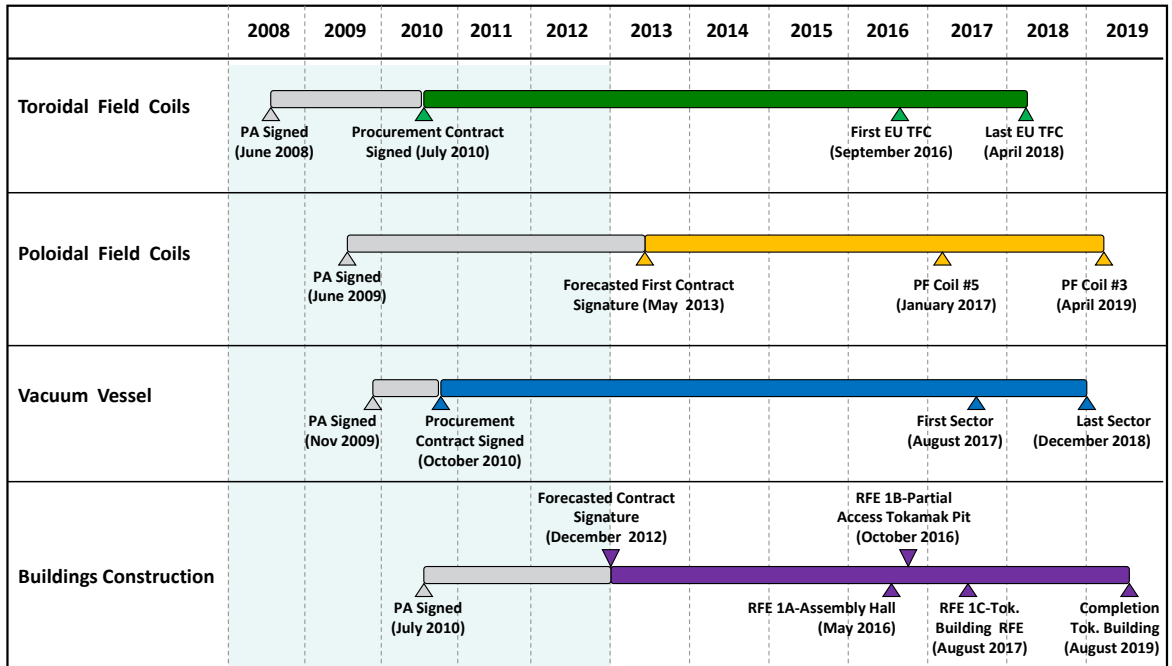 2008 2009 2010 2011 2012 2013 2014 2015 2016 2017 2018 2019
Toroidal Field Coils
PA Signed
(June 2008)
Procurement Contract
Signed (July 2010)
First EU TFC
(September 2016)
Last EU TFC
(April 2018)
Poloidal Field Coils
PA Signed
(June 2009)
Forecasted First Contract
Signature (May 2013)
PF Coil #5
(January 2017)
PF Coil #3
(April 2019)
Vacuum Vessel
PA Signed
(Nov 2009)
Procurement
Contract Signed
(October 2010)
First Sector
(August 2017)
Last Sector
(December 2018)
Buildings Construction
Forecasted Contract
Signature
(December 2012)
RFE 1B-Partial
Access Tokamak Pit
(October 2016)
PA Signed
(July 2010)
RFE 1A-Assembly Hall
(May 2016)
RFE 1C-Tok.
Building RFE
(August 2017)
Completion
Tok. Building
(August 2019)